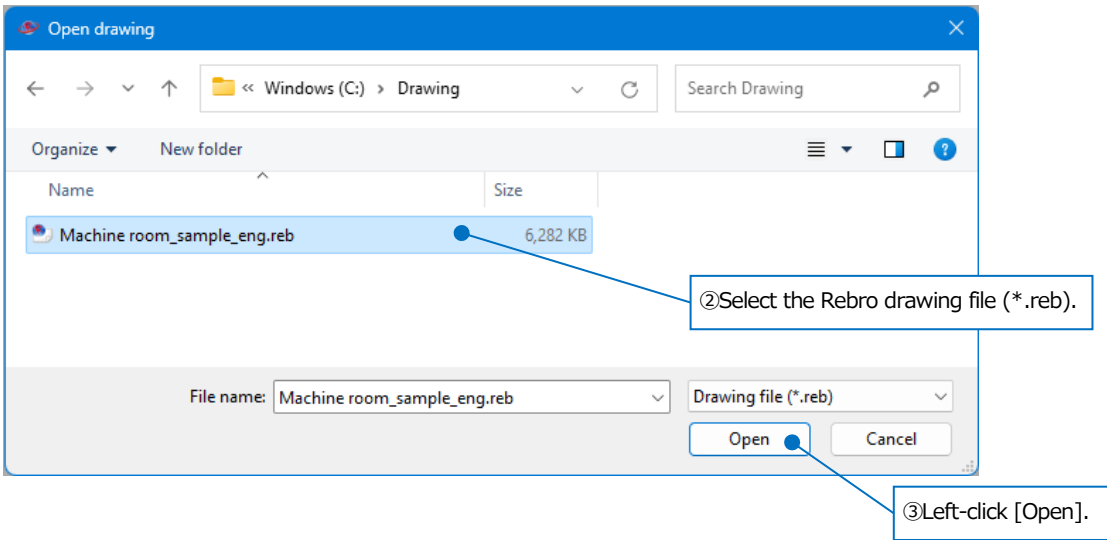 Open drawing
« Windows (C:) › Drawing
Search Drawing
Organize
New folder
Name
Size
Machine room_sample_eng.reb
6,282 KB
②Select the Rebro drawing file (*.reb).
File name:
Machine room_sample_eng.reb
Drawing file (*.reb)
Open
Cancel
③Left-click [Open].